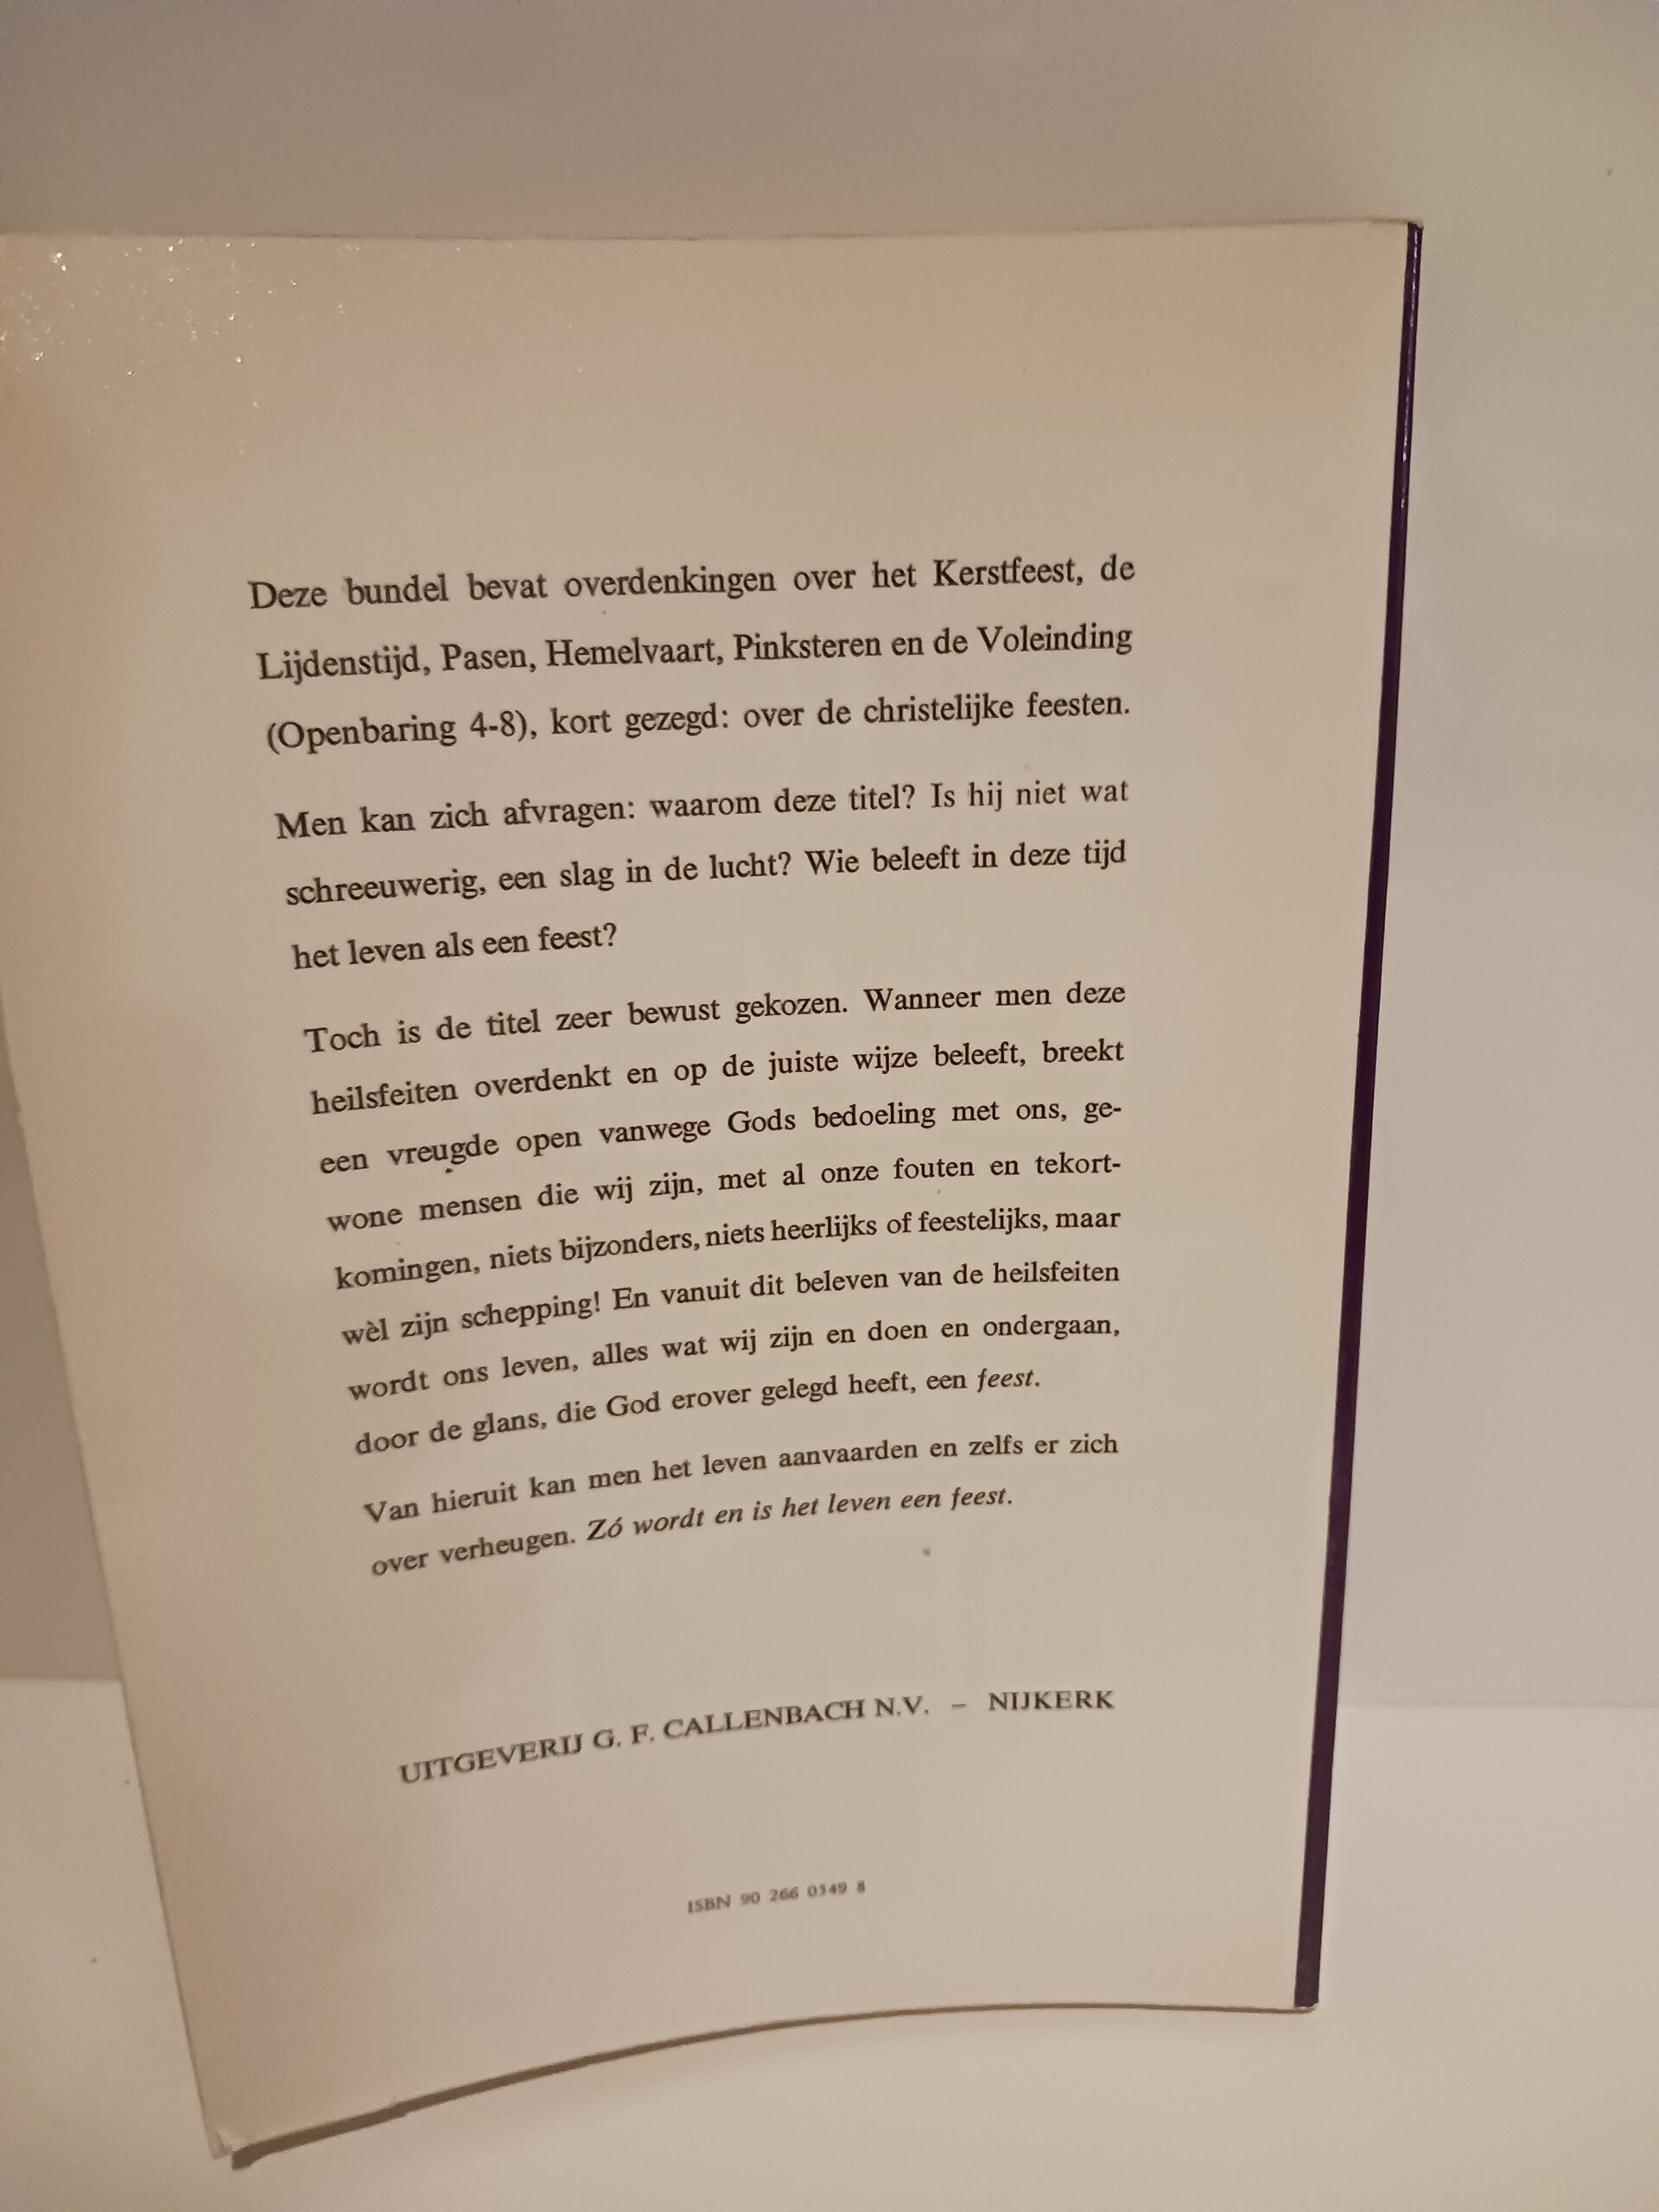 Deze bundel bevat overdenkingen over het Kerstfeest, de
Lijdenstijd, Pasen, Hemelvaart, Pinksteren en de Voleinding
(Openbaring 4-8), kort gezegd: over de christelijke feesten.
Men kan zich afvragen: waarom deze titel? Is hij niet wat
schreeuwerig, een slag in de lucht? Wie beleeft in deze tijd
het leven als een feest?
Toch is de titel zeer bewust gekozen. Wanneer men deze
heilsfeiten overdenkt en op de juiste wijze beleeft, breekt
een vreugde open vanwege Gods bedoeling met ons, ge-
wone mensen die wij zijn, met al onze fouten en tekort-
komingen, niets bijzonders, niets heerlijks of feestelijks, maar
wèl zijn schepping! En vanuit dit beleven van de heilsfeiten
wordt ons leven, alles wat wij zijn en doen en ondergaan,
door de glans, die God erover gelegd heeft, een feest.
Van hieruit kan men het leven aanvaarden en zelfs er zich
over verheugen. Zó wordt en is het leven een feest.
UITGEVERIJ G. F. CALLENBACH N.V. – NIJKERK
ISBN 90 266 0349 8